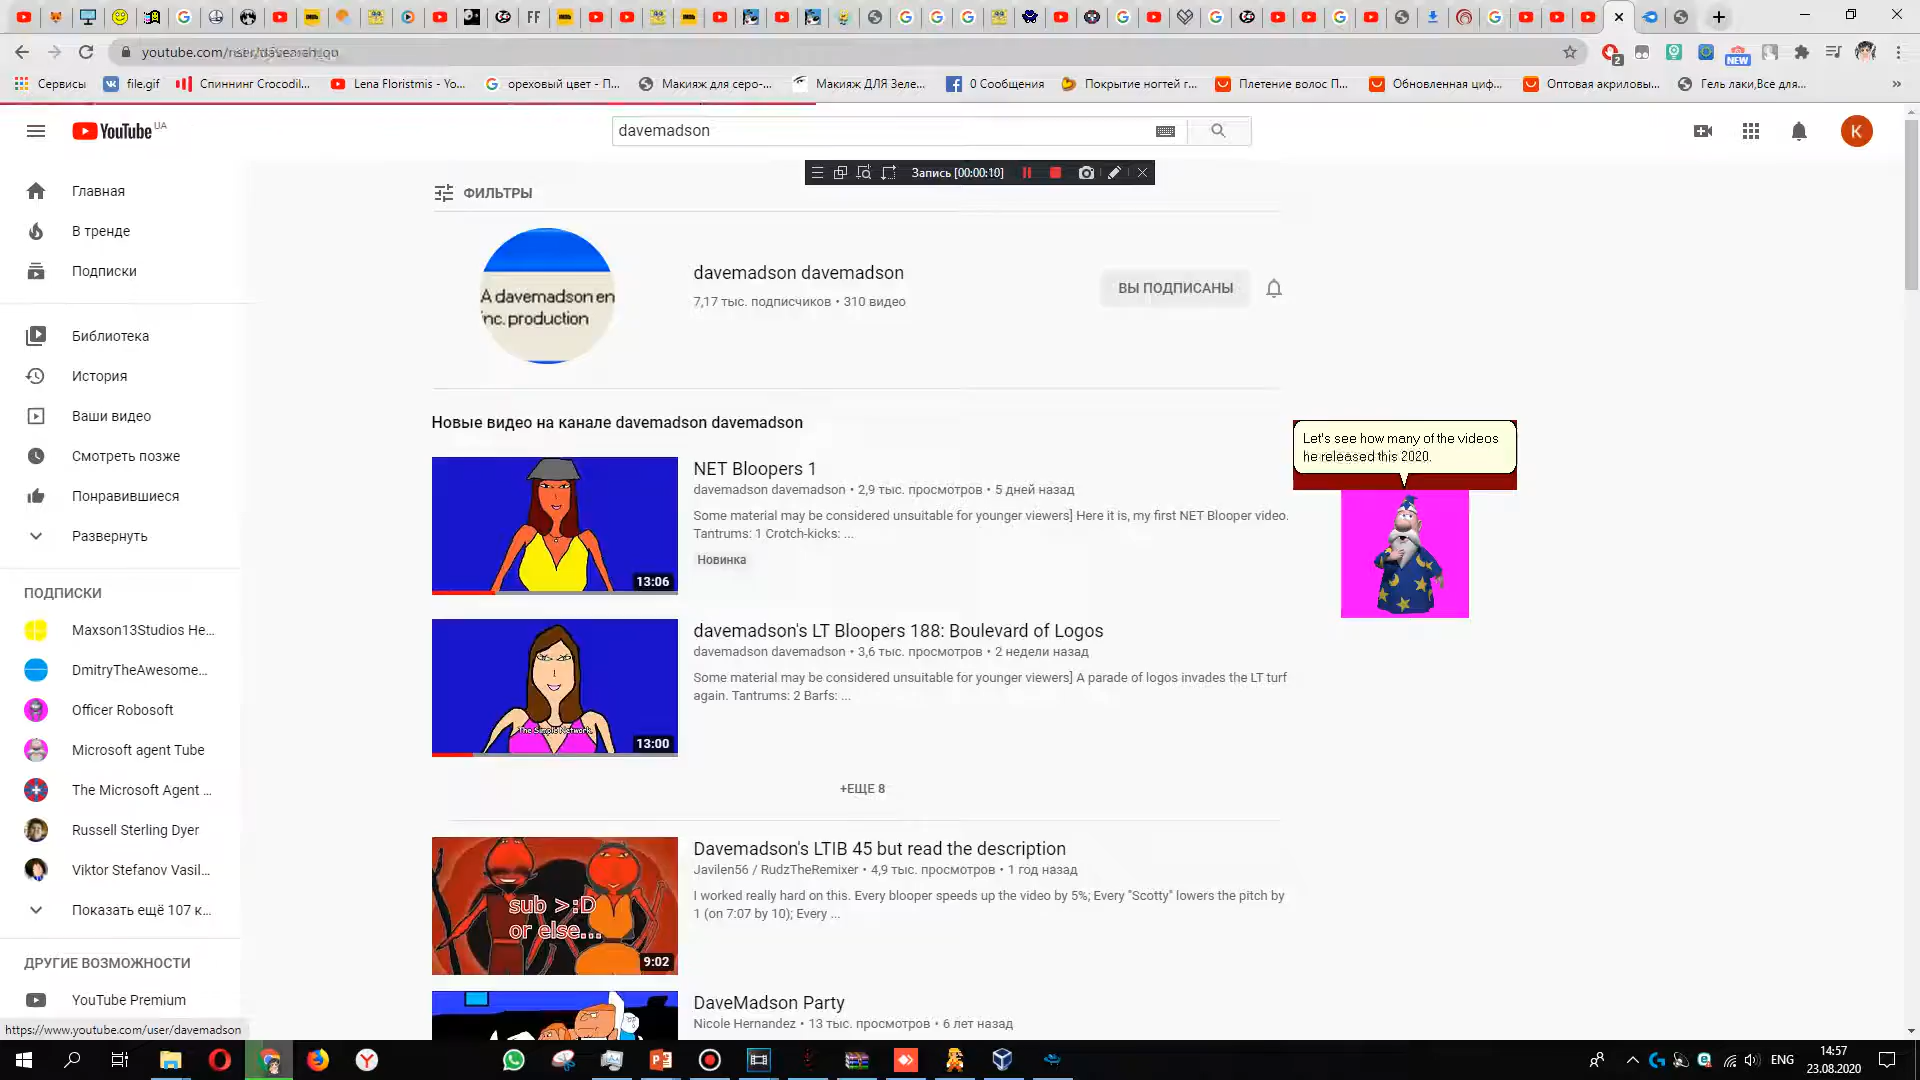 youtube.com/user/davemadson
Сервисы
file.gif
Спиннинг Crocodil...
Lena Floristmis - Yo...
ореховый цвет - П...
Макияж для серо-...
Макияж ДЛЯ Зеле...
0 Сообщения
Покрытие ногтей г...
Плетение волос П...
Обновленная циф...
Оптовая акриловы...
Гель лаки,Все для...
YouTube UA
davemadson
K
Запись [00:00:10]
Главная
В тренде
Подписки
Библиотека
История
Ваши видео
Смотреть позже
Понравившиеся
Развернуть
ПОДПИСКИ
Maxson13Studios He...
DmitryTheAwesome...
Officer Robosoft
Microsoft agent Tube
The Microsoft Agent ...
Russell Sterling Dyer
Viktor Stefanov Vasil...
Показать ещё 107 к...
ДРУГИЕ ВОЗМОЖНОСТИ
YouTube Premium
https://www.youtube.com/user/davemadson
ФИЛЬТРЫ
A davemadson en
inc. production
davemadson davemadson
7,17 тыс. подписчиков • 310 видео
ВЫ ПОДПИСАНЫ
Новые видео на канале davemadson davemadson
13:06
NET Bloopers 1
davemadson davemadson • 2,9 тыс. просмотров • 5 дней назад
Some material may be considered unsuitable for younger viewers] Here it is, my first NET Blooper video.
Tantrums: 1 Crotch-kicks: ...
Новинка
The Simple Network.
13:00
davemadson's LT Bloopers 188: Boulevard of Logos
davemadson davemadson • 3,6 тыс. просмотров • 2 недели назад
Some material may be considered unsuitable for younger viewers] A parade of logos invades the LT turf
again. Tantrums: 2 Barfs: ...
+ЕЩЕ 8
sub >:D
or else...
9:02
Davemadson's LTIB 45 but read the description
Javilen56 / RudzTheRemixer • 4,9 тыс. просмотров • 1 год назад
I worked really hard on this. Every blooper speeds up the video by 5%; Every "Scotty" lowers the pitch by
1 (on 7:07 by 10); Every ...
DaveMadson Party
Nicole Hernandez • 13 тыс. просмотров • 6 лет назад
Let's see how many of the videos
he released this 2020.
2
NEW
ENG
14:57
23.08.2020